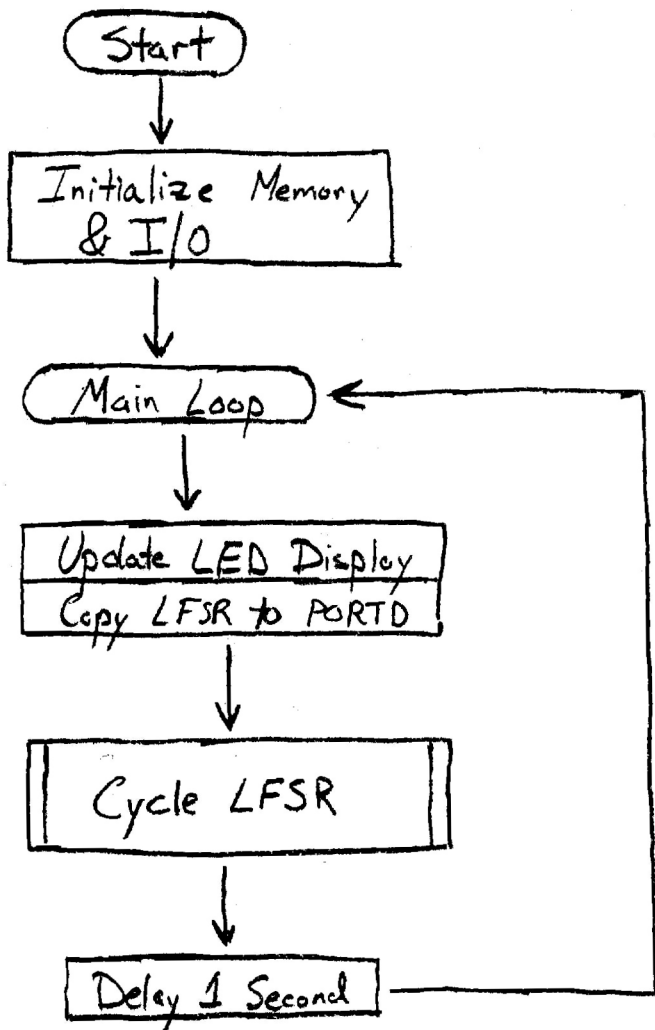 Start
Initialize Memory
& I/O
Main Loop
Update LED Display
Copy LFSR to PORTD
Cycle LFSR
Delay 1 Second